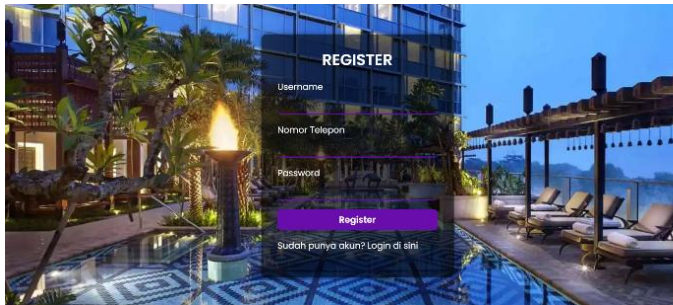 REGISTER
Username
Nomor Telepon
Password
Register
Sudah punya akun? Login di sini